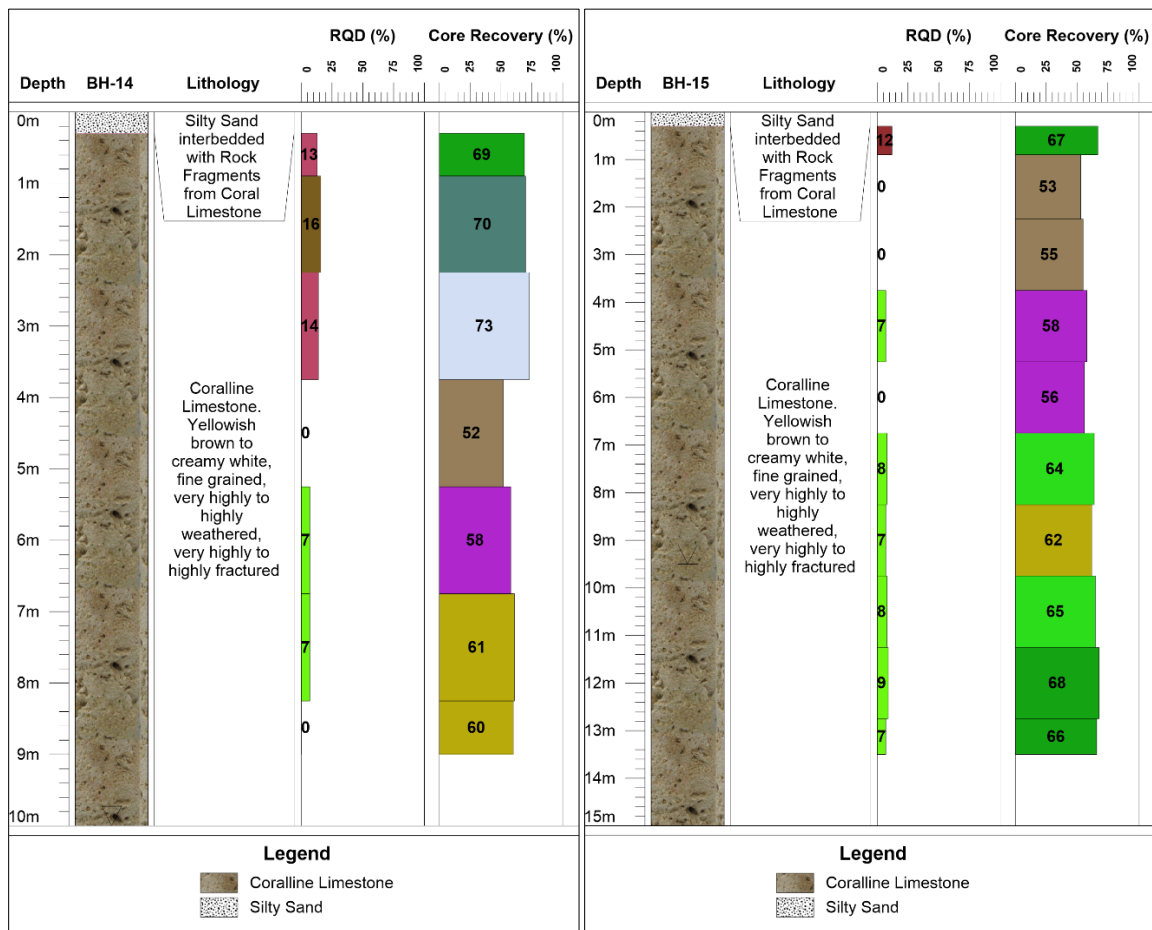 RQD (%)
Core Recovery (%)
0
25
50
75
100
0
25
50
75
100
Depth
BH-14
Lithology
0m
1m
2m
3m
4m
5m
6m
7m
8m
9m
10m
Silty Sand
interbedded
with Rock
Fragments
from Coral
Limestone
Coralline
Limestone.
Yellowish
brown to
creamy white,
fine grained,
very highly to
highly
weathered,
very highly to
highly fractured
13
16
14
0
7
7
0
69
70
73
52
58
61
60
Legend
Coralline Limestone
Silty Sand
RQD (%)
Core Recovery (%)
0
25
50
75
100
0
25
50
75
100
Depth
BH-15
Lithology
0m
1m
2m
3m
4m
5m
6m
7m
8m
9m
10m
11m
12m
13m
14m
15m
Silty Sand
interbedded
with Rock
Fragments
from Coral
Limestone
Coralline
Limestone.
Yellowish
brown to
creamy white,
fine grained,
very highly to
highly
weathered,
very highly to
highly fractured
12
0
0
7
0
8
7
8
9
7
67
53
55
58
56
64
62
65
68
66
Legend
Coralline Limestone
Silty Sand